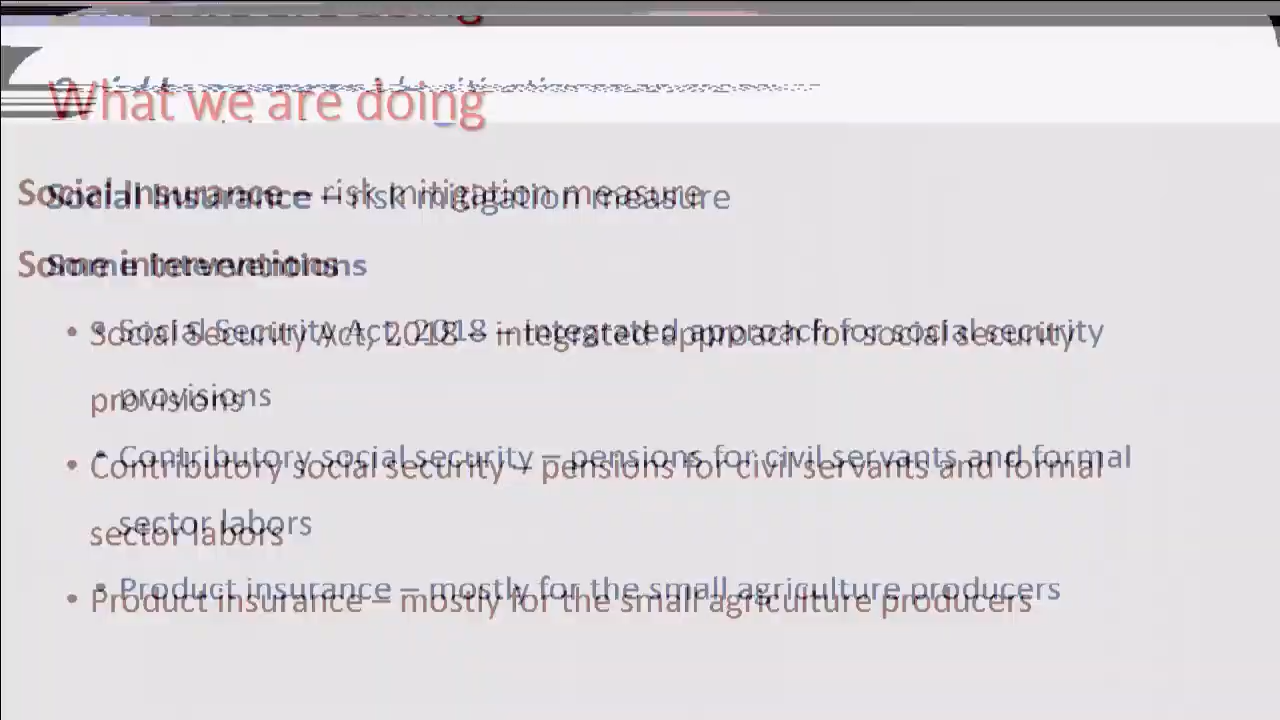 What we are doing
Social Insurance – risk mitigation measure
Some interventions
• Social Security Act, 2018 – integrated approach for social security
provisions
• Contributory social security – pensions for civil servants and formal
sector labors
• Product insurance – mostly for the small agriculture producers